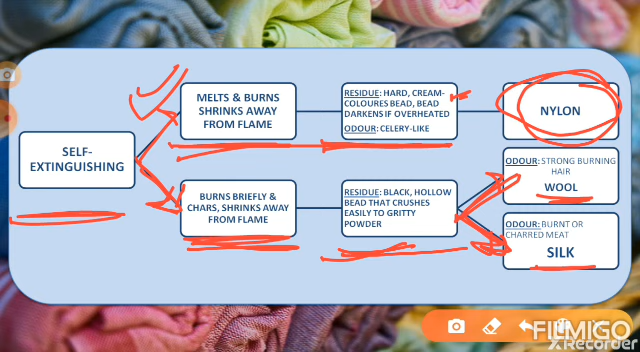 SELF-
EXTINGUISHING
MELTS & BURNS
SHRINKS AWAY
FROM FLAME
RESIDUE: HARD, CREAM-
COLOURES BEAD, BEAD
DARKENS IF OVERHEATED
ODOUR: CELERY-LIKE
NYLON
BURNS BRIEFLY &
CHARS, SHRINKS AWAY
FROM FLAME
RESIDUE: BLACK, HOLLOW
BEAD THAT CRUSHES
EASILY TO GRITTY
POWDER
ODOUR: STRONG BURNING
HAIR
WOOL
ODOUR: BURNT OR
CHARRED MEAT
SILK
FILMIGO
Recorder